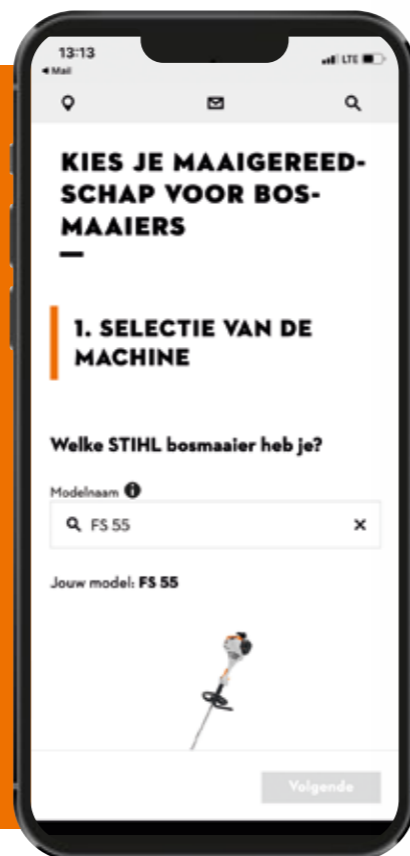 13:13
Mail
LTE
KIES JE MAAIGEREED-
SCHAP VOOR BOS-
MAAIERS
1. SELECTIE VAN DE
MACHINE
Welke STIHL bosmaaier heb je?
Modelnaam
FS 55
Jouw model: FS 55
Volgende